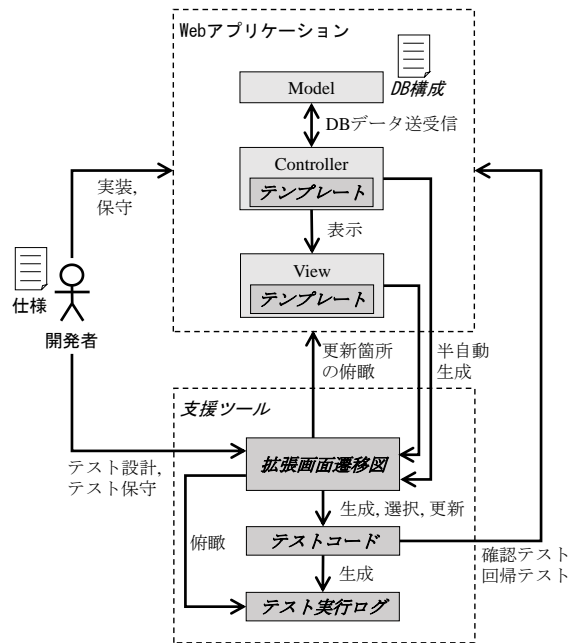 Webアプリケーション
Model
DB構成
DBデータ送受信
Controller
テンプレート
実装,
保守
表示
View
テンプレート
仕様
開発者
更新箇所
の俯瞰
半自動
生成
支援ツール
拡張画面遷移図
テスト設計,
テスト保守
生成, 選択, 更新
俯瞰
テストコード
確認テスト
回帰テスト
生成
テスト実行ログ